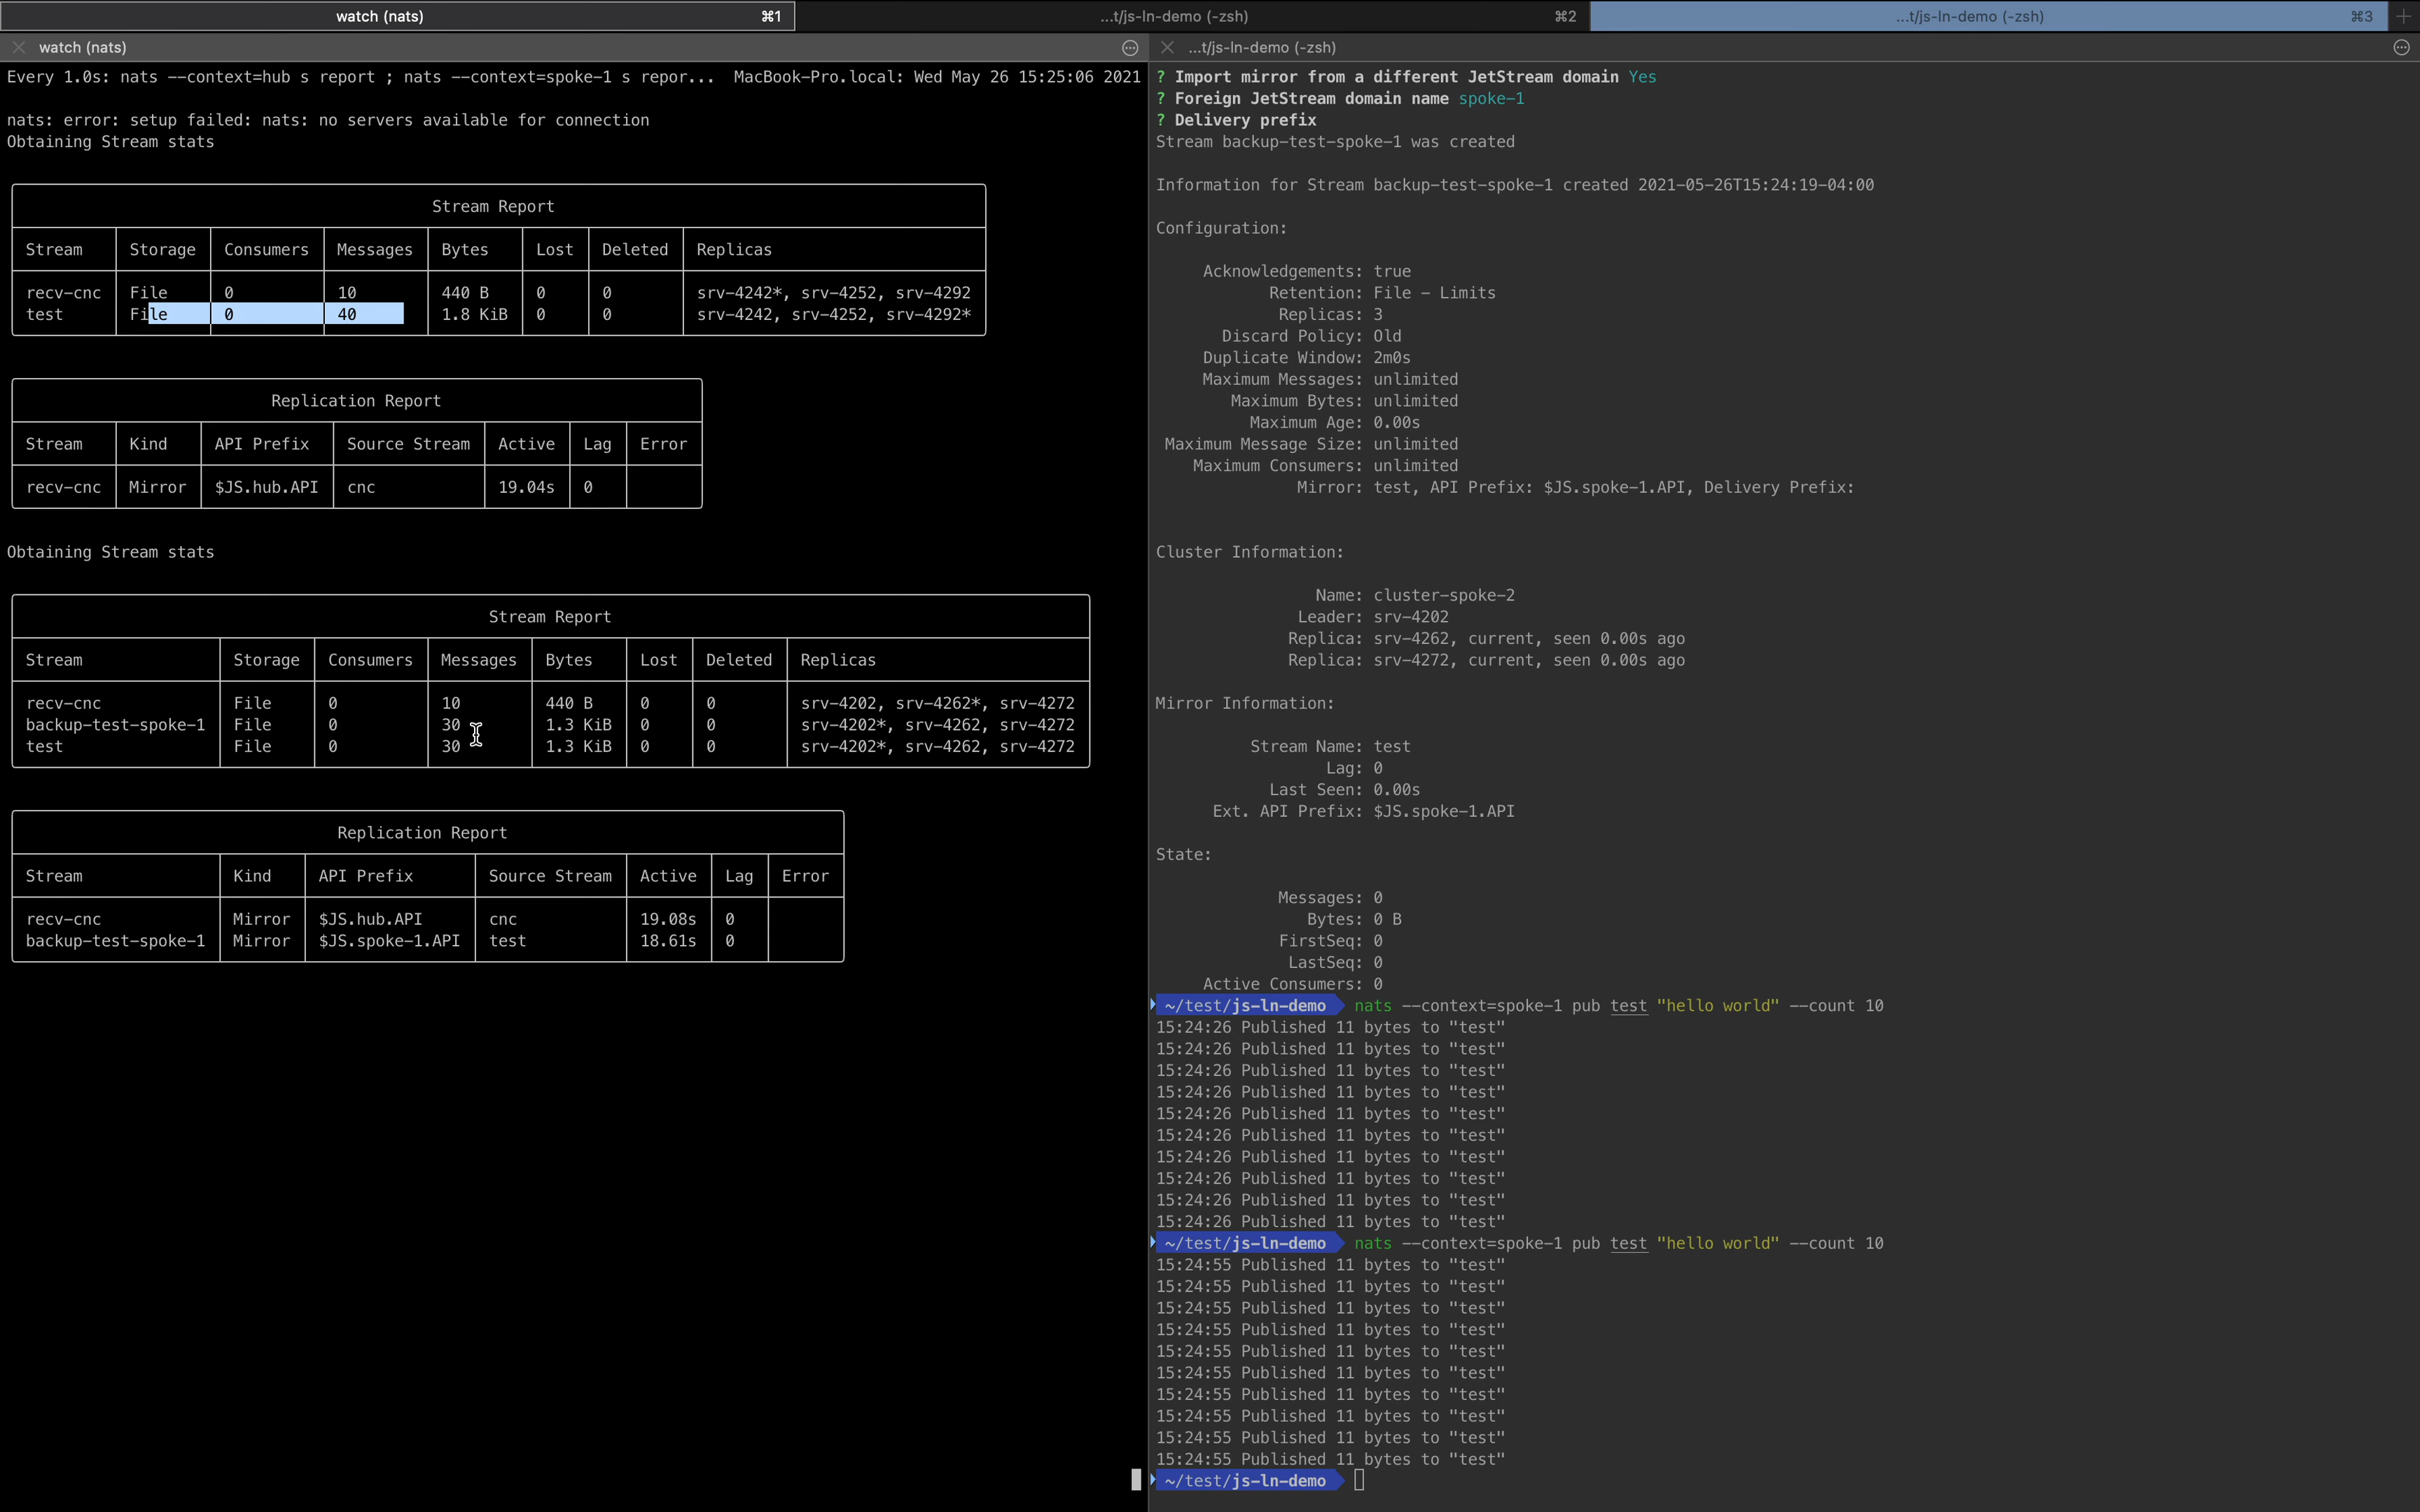 watch (nats) ⌘1 ...t/js-ln-demo (-zsh) ⌘2 ...t/js-ln-demo (-zsh) ⌘3
watch (nats)
Every 1.0s: nats --context=hub s report ; nats --context=spoke-1 s repor... MacBook-Pro.local: Wed May 26 15:25:06 2021
nats: error: setup failed: nats: no servers available for connection
Obtaining Stream stats
Stream Report
Stream Storage Consumers Messages Bytes Lost Deleted Replicas
recv-cnc File 0 10 440 B 0 0 srv-4242*, srv-4252, srv-4292
test File 0 40 1.8 KiB 0 0 srv-4242, srv-4252, srv-4292*
Replication Report
Stream Kind API Prefix Source Stream Active Lag Error
recv-cnc Mirror $JS.hub.API cnc 19.04s 0
Obtaining Stream stats
Stream Report
Stream Storage Consumers Messages Bytes Lost Deleted Replicas
recv-cnc File 0 10 440 B 0 0 srv-4202, srv-4262*, srv-4272
backup-test-spoke-1 File 0 30 1.3 KiB 0 0 srv-4202*, srv-4262, srv-4272
test File 0 30 1.3 KiB 0 0 srv-4202*, srv-4262, srv-4272
Replication Report
Stream Kind API Prefix Source Stream Active Lag Error
recv-cnc Mirror $JS.hub.API cnc 19.08s 0
backup-test-spoke-1 Mirror $JS.spoke-1.API test 18.61s 0
...t/js-ln-demo (-zsh)
? Import mirror from a different JetStream domain Yes
? Foreign JetStream domain name spoke-1
? Delivery prefix
Stream backup-test-spoke-1 was created
Information for Stream backup-test-spoke-1 created 2021-05-26T15:24:19-04:00
Configuration:
Acknowledgements: true
Retention: File - Limits
Replicas: 3
Discard Policy: Old
Duplicate Window: 2m0s
Maximum Messages: unlimited
Maximum Bytes: unlimited
Maximum Age: 0.00s
Maximum Message Size: unlimited
Maximum Consumers: unlimited
Mirror: test, API Prefix: $JS.spoke-1.API, Delivery Prefix:
Cluster Information:
Name: cluster-spoke-2
Leader: srv-4202
Replica: srv-4262, current, seen 0.00s ago
Replica: srv-4272, current, seen 0.00s ago
Mirror Information:
Stream Name: test
Lag: 0
Last Seen: 0.00s
Ext. API Prefix: $JS.spoke-1.API
State:
Messages: 0
Bytes: 0 B
FirstSeq: 0
LastSeq: 0
Active Consumers: 0
~/test/js-ln-demo nats --context=spoke-1 pub test "hello world" --count 10
15:24:26 Published 11 bytes to "test"
15:24:26 Published 11 bytes to "test"
15:24:26 Published 11 bytes to "test"
15:24:26 Published 11 bytes to "test"
15:24:26 Published 11 bytes to "test"
15:24:26 Published 11 bytes to "test"
15:24:26 Published 11 bytes to "test"
15:24:26 Published 11 bytes to "test"
15:24:26 Published 11 bytes to "test"
15:24:26 Published 11 bytes to "test"
~/test/js-ln-demo nats --context=spoke-1 pub test "hello world" --count 10
15:24:55 Published 11 bytes to "test"
15:24:55 Published 11 bytes to "test"
15:24:55 Published 11 bytes to "test"
15:24:55 Published 11 bytes to "test"
15:24:55 Published 11 bytes to "test"
15:24:55 Published 11 bytes to "test"
15:24:55 Published 11 bytes to "test"
15:24:55 Published 11 bytes to "test"
15:24:55 Published 11 bytes to "test"
15:24:55 Published 11 bytes to "test"
~/test/js-ln-demo